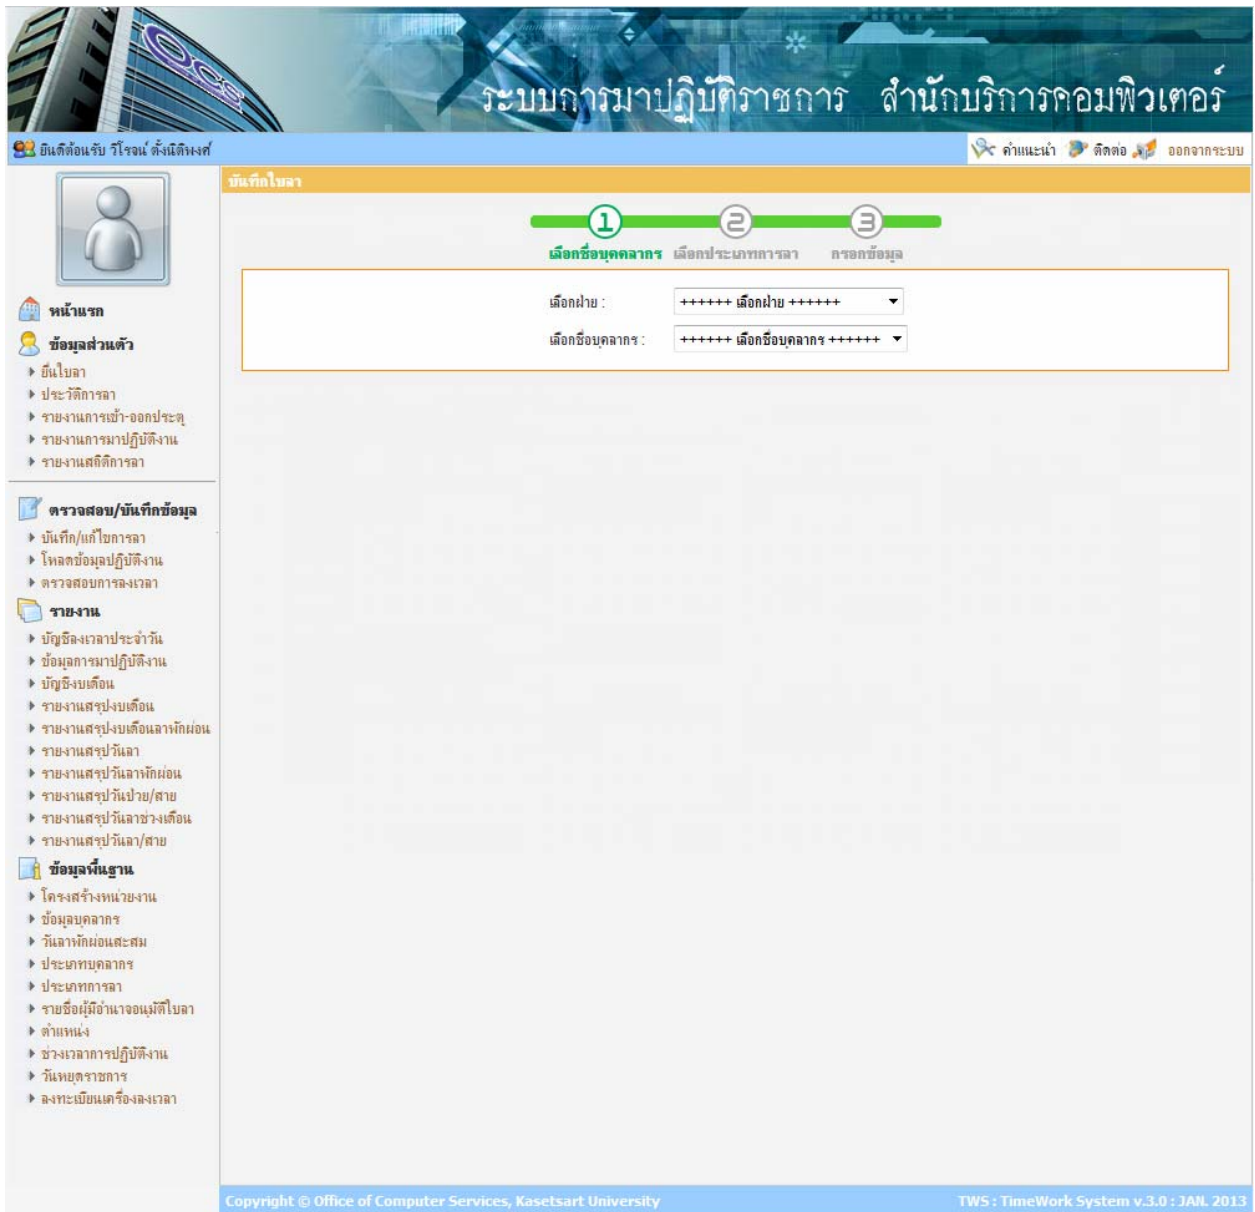 OCS
ระบบการมาปฏิบัติราชการ สำนักบริการคอมพิวเตอร์
ยินดีต้อนรับ วิโรจน์ ตั้งนิติพงศ์
คำแนะนำ ติดต่อ ออกจากระบบ
บันทึกใบลา
1 2 3
เลือกชื่อบุคคลากร เลือกประเภทการลา กรอกข้อมูล
เลือกฝ่าย : ++++++ เลือกฝ่าย ++++++
เลือกชื่อบุคลากร : ++++++ เลือกชื่อบุคลากร ++++++
หน้าแรก
ข้อมูลส่วนตัว
ยื่นใบลา
ประวัติการลา
รายงานการเข้า-ออกประตู
รายงานการมาปฏิบัติงาน
รายงานสถิติการลา
ตรวจสอบ/บันทึกข้อมูล
บันทึก/แก้ไขการลา
โหลดข้อมูลปฏิบัติงาน
ตรวจสอบการลงเวลา
รายงาน
บัญชีลงเวลาประจำวัน
ข้อมูลการมาปฏิบัติงาน
บัญชีงบเดือน
รายงานสรุปงบเดือน
รายงานสรุปงบเดือนลาพักผ่อน
รายงานสรุปวันลา
รายงานสรุปวันลาพักผ่อน
รายงานสรุปวันป่วย/สาย
รายงานสรุปวันลาช่วงเดือน
รายงานสรุปวันลา/สาย
ข้อมูลพื้นฐาน
โครงสร้างหน่วยงาน
ข้อมูลบุคลากร
วันลาพักผ่อนสะสม
ประเภทบุคลากร
ประเภทการลา
รายชื่อผู้มีอำนาจอนุมัติใบลา
ตำแหน่ง
ช่วงเวลาการปฏิบัติงาน
วันหยุดราชการ
ลงทะเบียนเครื่องลงเวลา
Copyright © Office of Computer Services, Kasetsart University TWS : TimeWork System v.3.0 : JAN. 2013